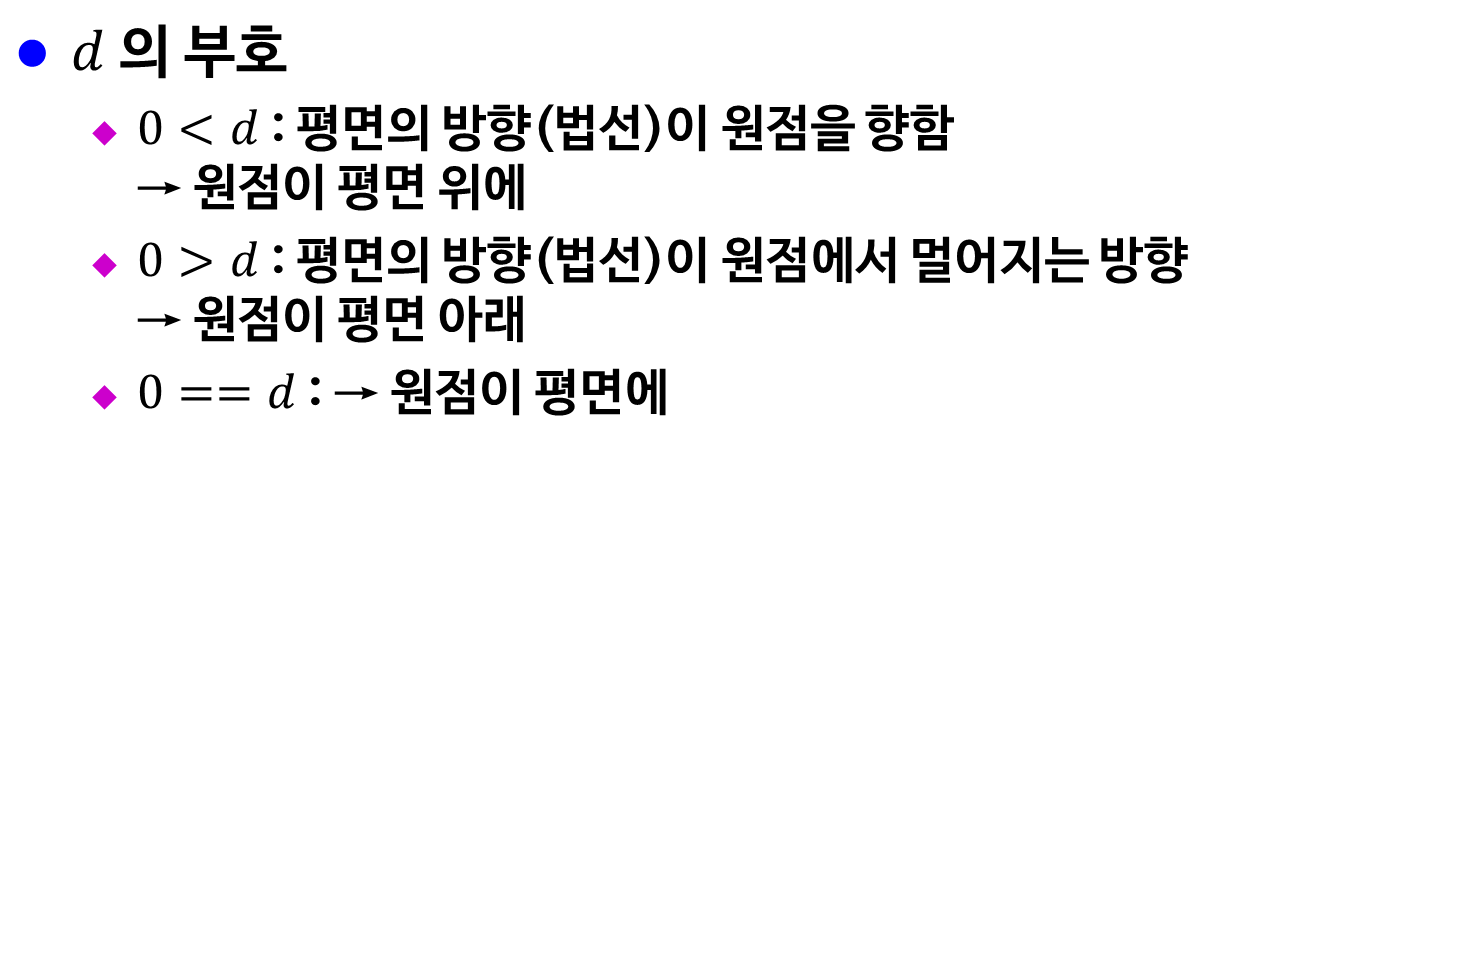 ● d 의 부호
◆ 0 < d : 평면의 방향(법선)이 원점을 향함
→ 원점이 평면 위에
◆ 0 > d : 평면의 방향(법선)이 원점에서 멀어지는 방향
→ 원점이 평면 아래
◆ 0 == d : → 원점이 평면에